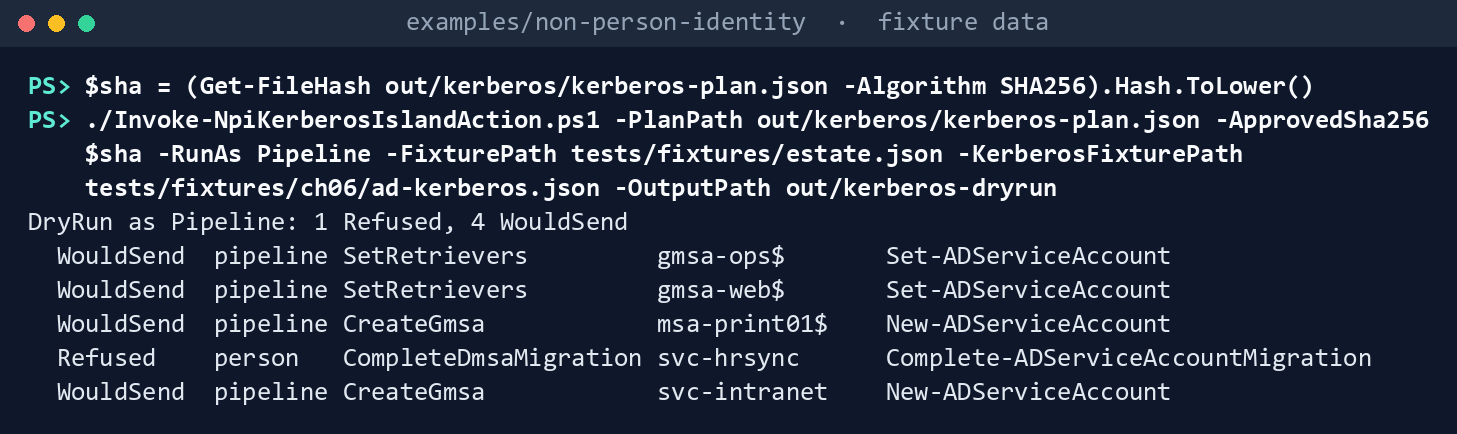 examples/non-person-identity · fixture data
PS> $sha = (Get-FileHash out/kerberos/kerberos-plan.json -Algorithm SHA256).Hash.ToLower()
PS> ./Invoke-NpiKerberosIslandAction.ps1 -PlanPath out/kerberos/kerberos-plan.json -ApprovedSha256
$sha -RunAs Pipeline -FixturePath tests/fixtures/estate.json -KerberosFixturePath
tests/fixtures/ch06/ad-kerberos.json -OutputPath out/kerberos-dryrun
DryRun as Pipeline: 1 Refused, 4 WouldSend
WouldSend pipeline SetRetrievers gmsa-ops$ Set-ADServiceAccount
WouldSend pipeline SetRetrievers gmsa-web$ Set-ADServiceAccount
WouldSend pipeline CreateGmsa msa-print01$ New-ADServiceAccount
Refused person CompleteDmsaMigration svc-hrsync Complete-ADServiceAccountMigration
WouldSend pipeline CreateGmsa svc-intranet New-ADServiceAccount